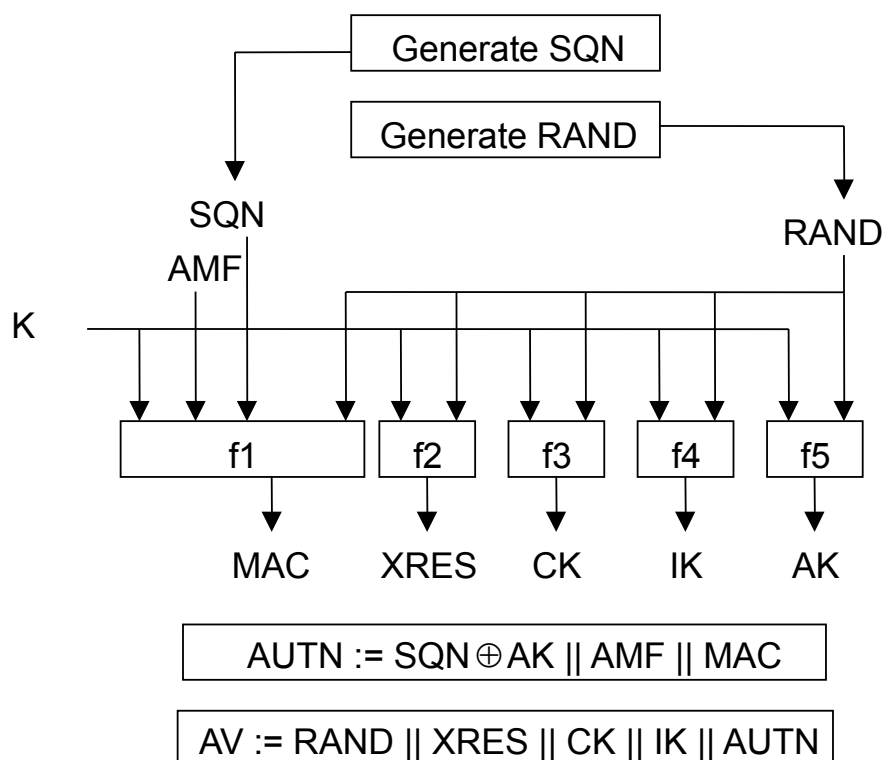 Generate SQN
Generate RAND
SQN
RAND
AMF
K
f1 f2 f3 f4 f5
MAC XRES CK IK AK
AUTN := SQN⊕AK || AMF || MAC
AV := RAND || XRES || CK || IK || AUTN